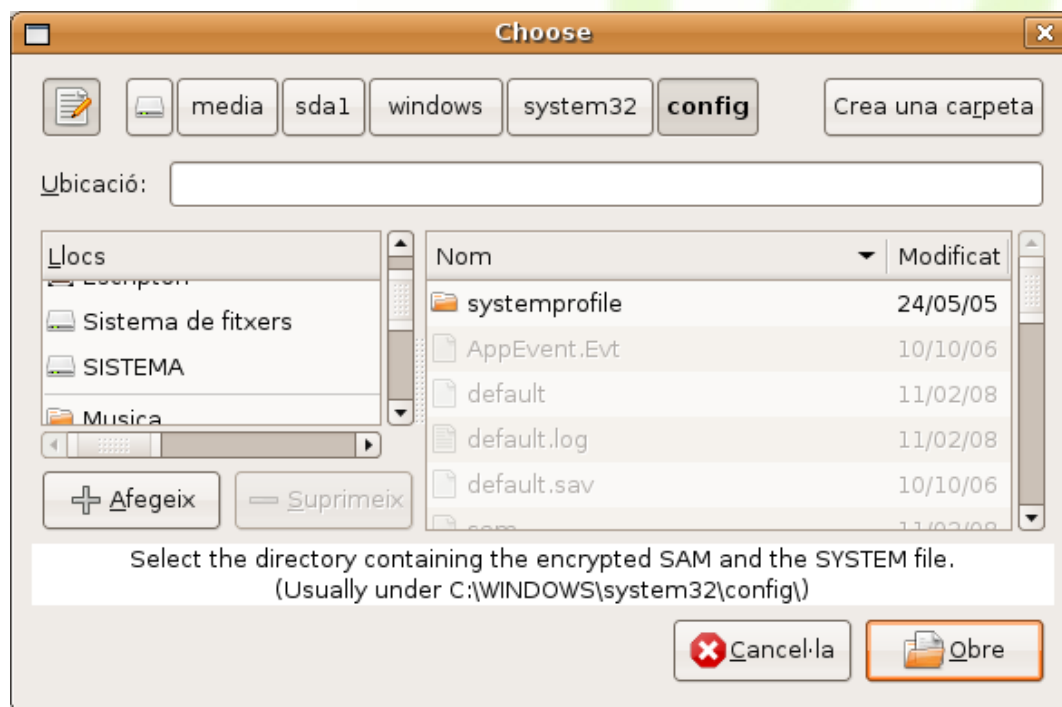 Choose
media sda1 windows system32 config Crea una carpeta
Ubicació:
Llocs
Sistema de fitxers
SISTEMA
Musica
Nom Modificat
systemprofile 24/05/05
AppEvent.Evt 10/10/06
default 11/02/08
default.log 11/02/08
default.sav 10/10/06
Afegeix Suprimeix
Select the directory containing the encrypted SAM and the SYSTEM file.
(Usually under C:\WINDOWS\system32\config\)
Cancel·la Obre